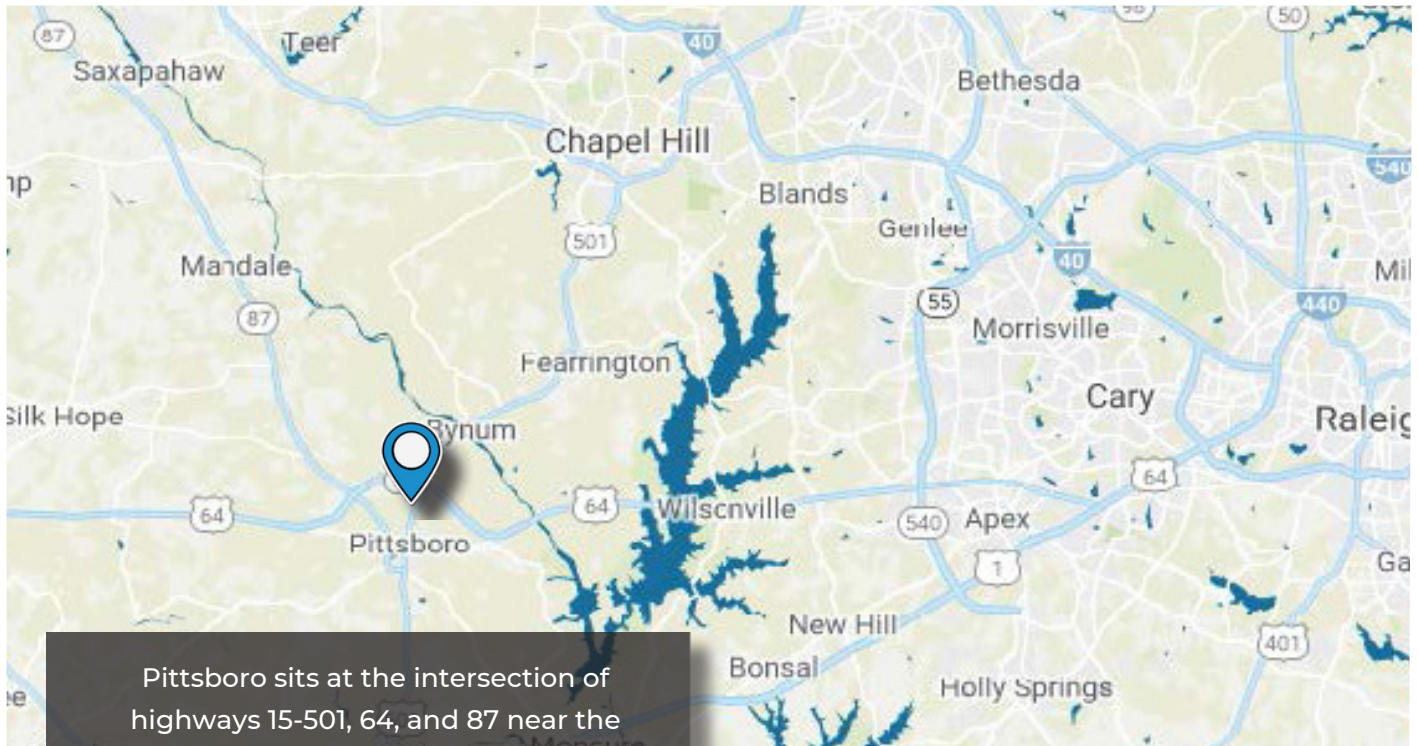 87
Teer
40
98
50
Saxapahaw
Bethesda
Chapel Hill
540
Blands
501
Genlee
Mandale
40
87
55
440
Morrisville
Fearrington
Cary
Silk Hope
Bynum
64
64
64
Wilsonville
540
Apex
Pittsboro
1
New Hill
401
Pittsboro sits at the intersection of
highways 15-501, 64, and 87 near the
Bonsal
Holly Springs